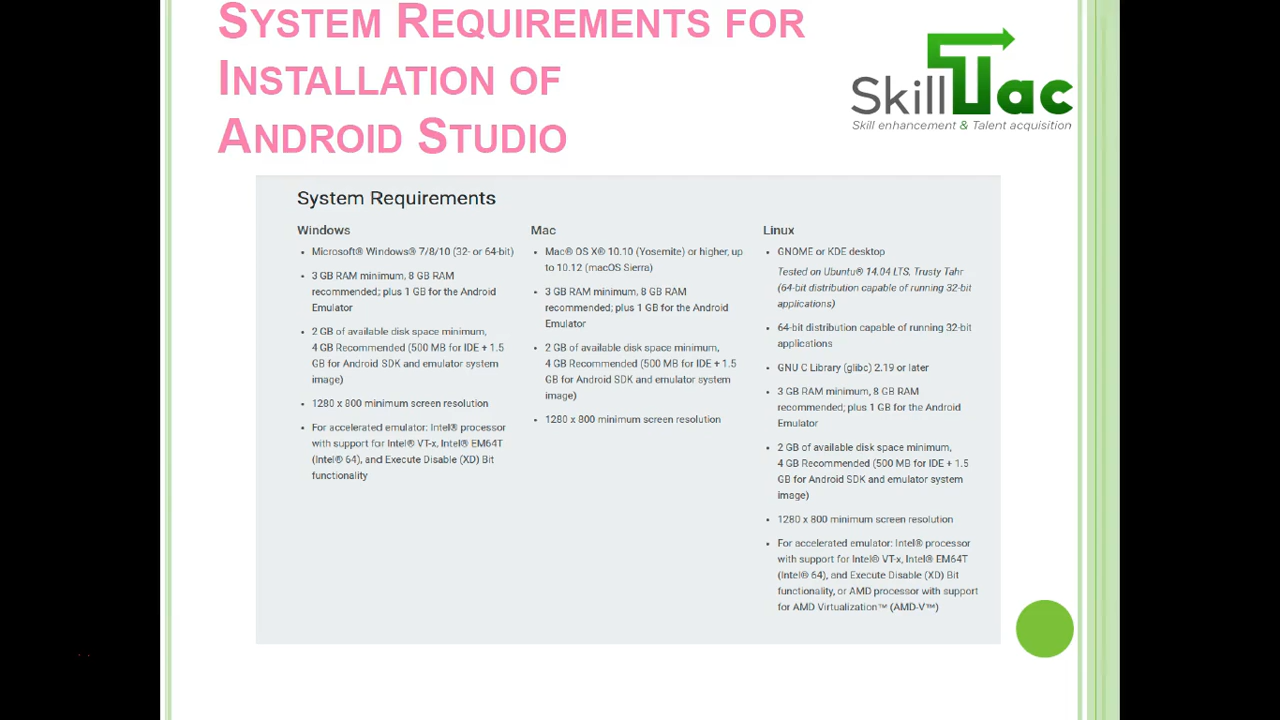 SYSTEM REQUIREMENTS FOR
INSTALLATION OF
ANDROID STUDIO
SkillTac
Skill enhancement & Talent acquisition
System Requirements
Windows
• Microsoft® Windows® 7/8/10 (32- or 64-bit)
• 3 GB RAM minimum, 8 GB RAM
recommended; plus 1 GB for the Android
Emulator
• 2 GB of available disk space minimum,
4 GB Recommended (500 MB for IDE + 1.5
GB for Android SDK and emulator system
image)
• 1280 x 800 minimum screen resolution
• For accelerated emulator: Intel® processor
with support for Intel® VT-x, Intel® EM64T
(Intel® 64), and Execute Disable (XD) Bit
functionality
Mac
• Mac® OS X® 10.10 (Yosemite) or higher, up
to 10.12 (macOS Sierra)
• 3 GB RAM minimum, 8 GB RAM
recommended; plus 1 GB for the Android
Emulator
• 2 GB of available disk space minimum,
4 GB Recommended (500 MB for IDE + 1.5
GB for Android SDK and emulator system
image)
• 1280 x 800 minimum screen resolution
Linux
• GNOME or KDE desktop
Tested on Ubuntu® 14.04 LTS, Trusty Tahr
(64-bit distribution capable of running 32-bit
applications)
• 64-bit distribution capable of running 32-bit
applications
• GNU C Library (glibc) 2.19 or later
• 3 GB RAM minimum, 8 GB RAM
recommended; plus 1 GB for the Android
Emulator
• 2 GB of available disk space minimum,
4 GB Recommended (500 MB for IDE + 1.5
GB for Android SDK and emulator system
image)
• 1280 x 800 minimum screen resolution
• For accelerated emulator: Intel® processor
with support for Intel® VT-x, Intel® EM64T
(Intel® 64), and Execute Disable (XD) Bit
functionality, or AMD processor with support
for AMD Virtualization™ (AMD-V™)